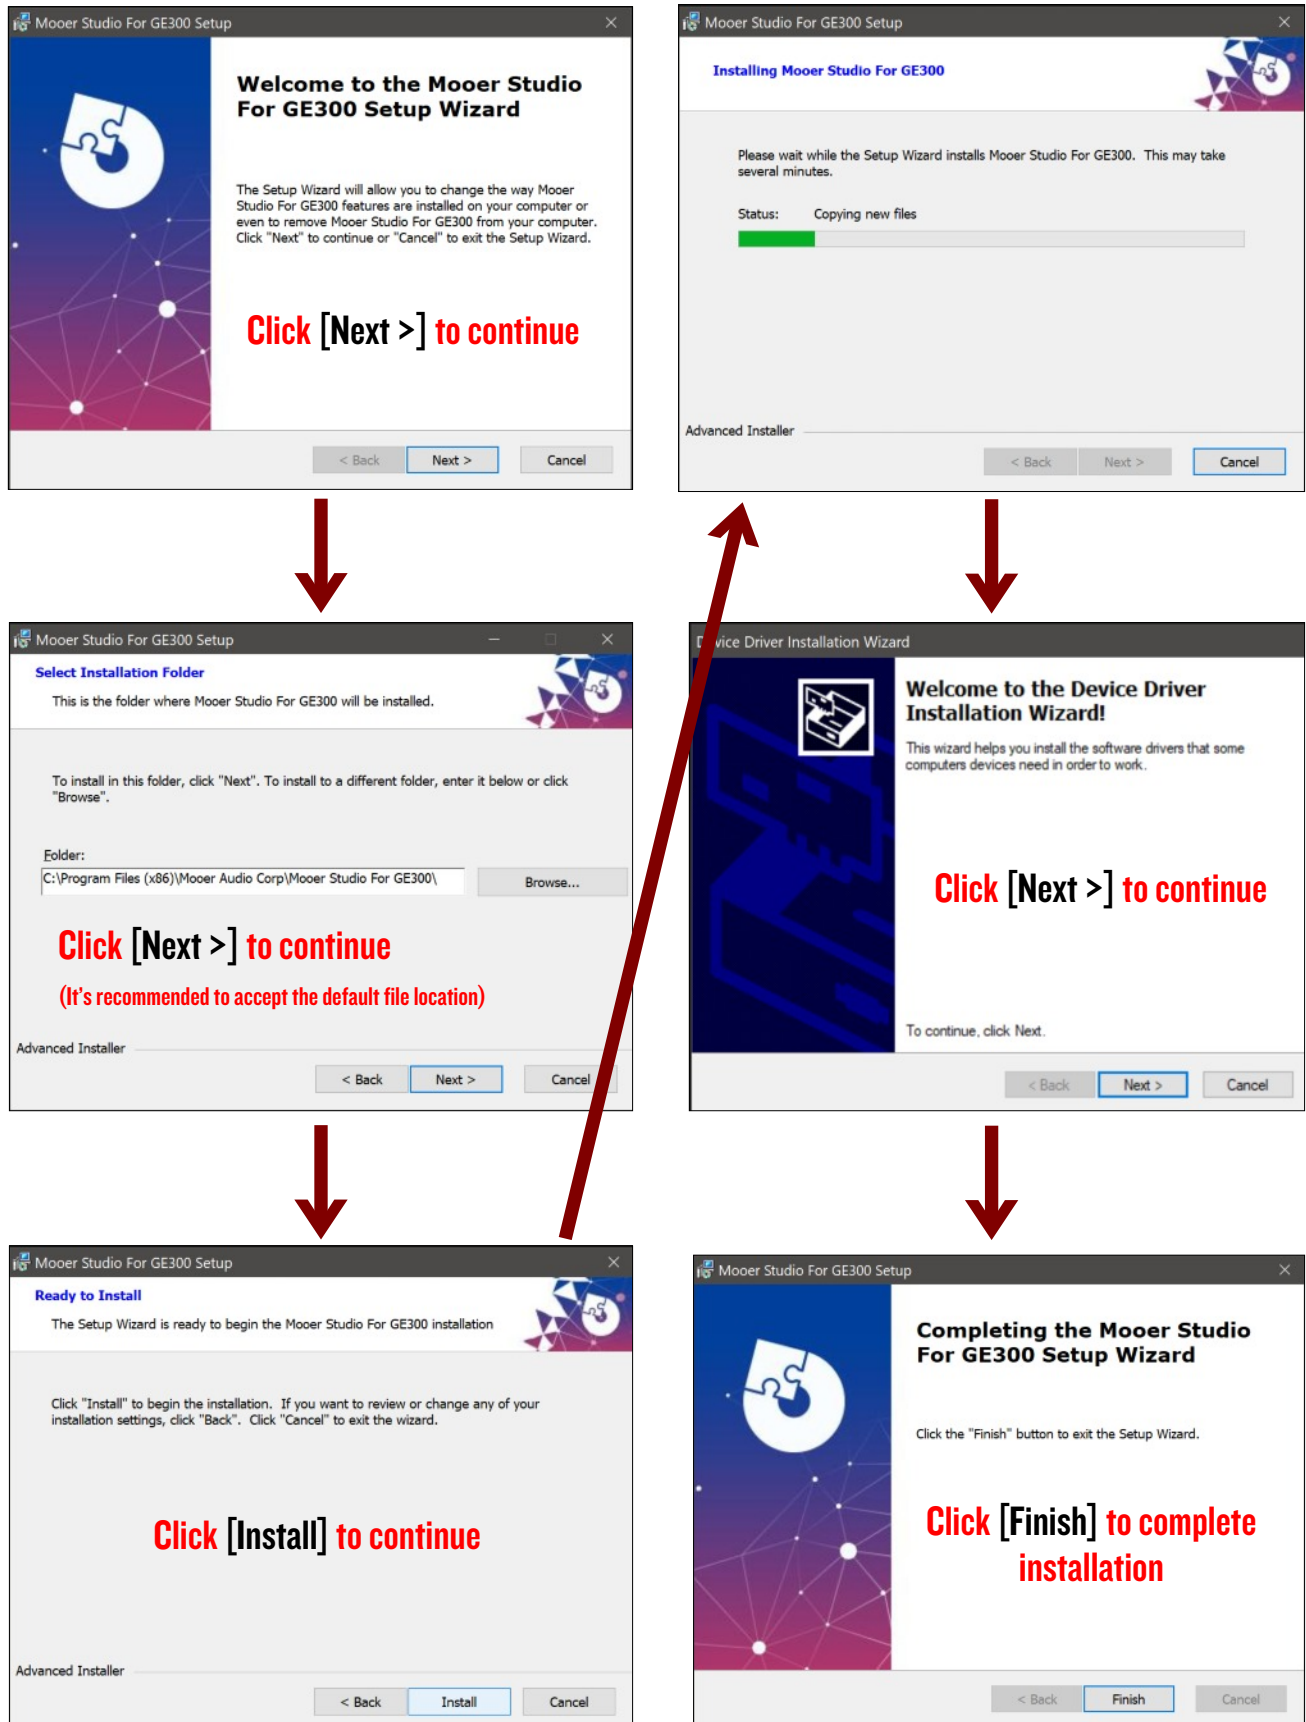 Mooer Studio For GE300 Setup
Welcome to the Mooer Studio
For GE300 Setup Wizard
The Setup Wizard will allow you to change the way Mooer
Studio For GE300 features are installed on your computer or
even to remove Mooer Studio For GE300 from your computer.
Click "Next" to continue or "Cancel" to exit the Setup Wizard.
Click [Next >] to continue
< Back Next > Cancel
Mooer Studio For GE300 Setup
Select Installation Folder
This is the folder where Mooer Studio For GE300 will be installed.
To install in this folder, click "Next". To install to a different folder, enter it below or click
"Browse".
Folder:
C:\Program Files (x86)\Mooer Audio Corp\Mooer Studio For GE300\ Browse...
Click [Next >] to continue
(It's recommended to accept the default file location)
Advanced Installer
< Back Next > Cancel
Mooer Studio For GE300 Setup
Ready to Install
The Setup Wizard is ready to begin the Mooer Studio For GE300 installation
Click "Install" to begin the installation. If you want to review or change any of your
installation settings, click "Back". Click "Cancel" to exit the wizard.
Click [Install] to continue
Advanced Installer
< Back Install Cancel
Mooer Studio For GE300 Setup
Installing Mooer Studio For GE300
Please wait while the Setup Wizard installs Mooer Studio For GE300. This may take
several minutes.
Status: Copying new files
Advanced Installer
< Back Next > Cancel
Device Driver Installation Wizard
Welcome to the Device Driver
Installation Wizard!
This wizard helps you install the software drivers that some
computers devices need in order to work.
Click [Next >] to continue
To continue, click Next.
< Back Next > Cancel
Mooer Studio For GE300 Setup
Completing the Mooer Studio
For GE300 Setup Wizard
Click the "Finish" button to exit the Setup Wizard.
Click [Finish] to complete
installation
< Back Finish Cancel